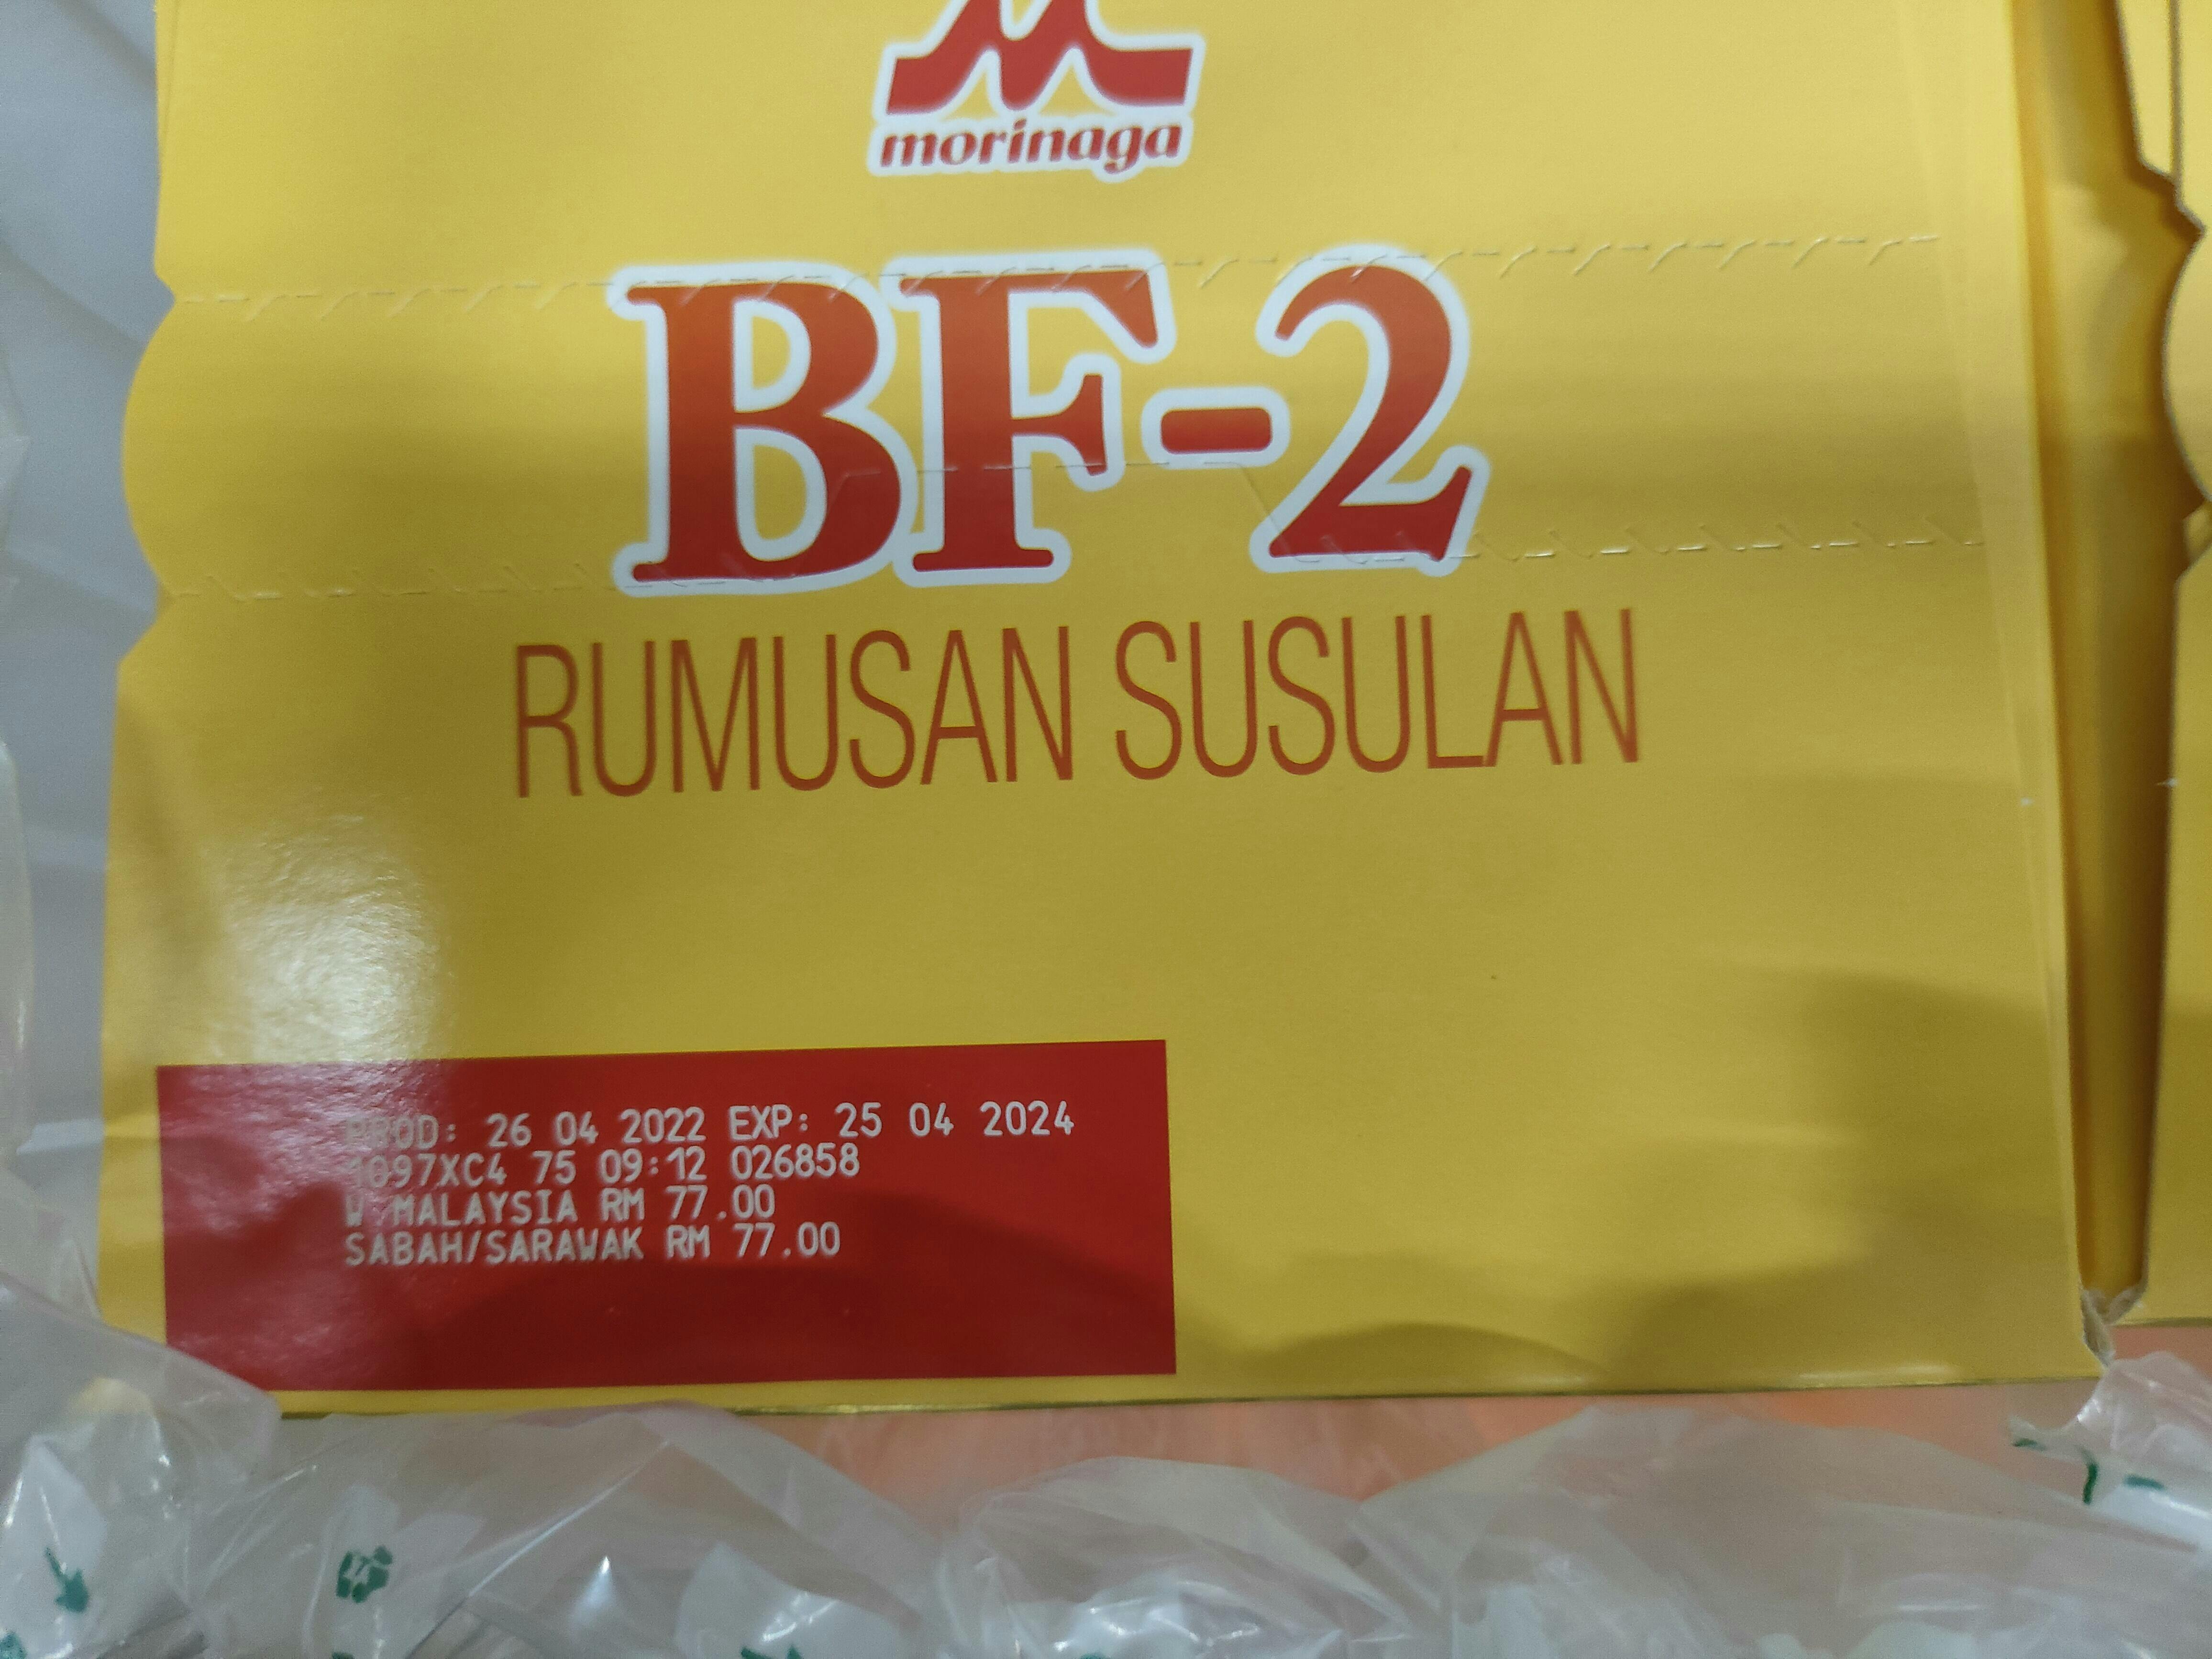 morinaga
BF-2
RUMUSAN SUSULAN
PROD: 26 04 2022 EXP: 25 04 2024
1097XC4 75 09:12 026858
W.MALAYSIA RM 77.00
SABAH/SARAWAK RM 77.00